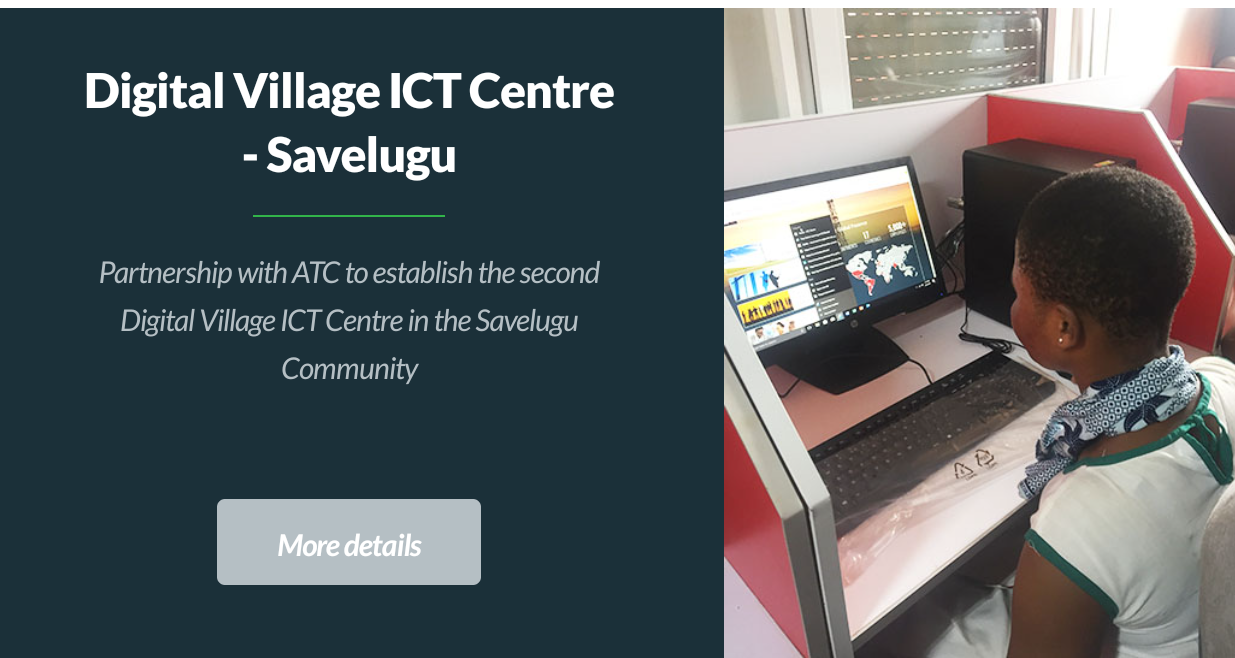 Digital Village ICT Centre
- Savelugu
Partnership with ATC to establish the second
Digital Village ICT Centre in the Savelugu
Community
More details
17